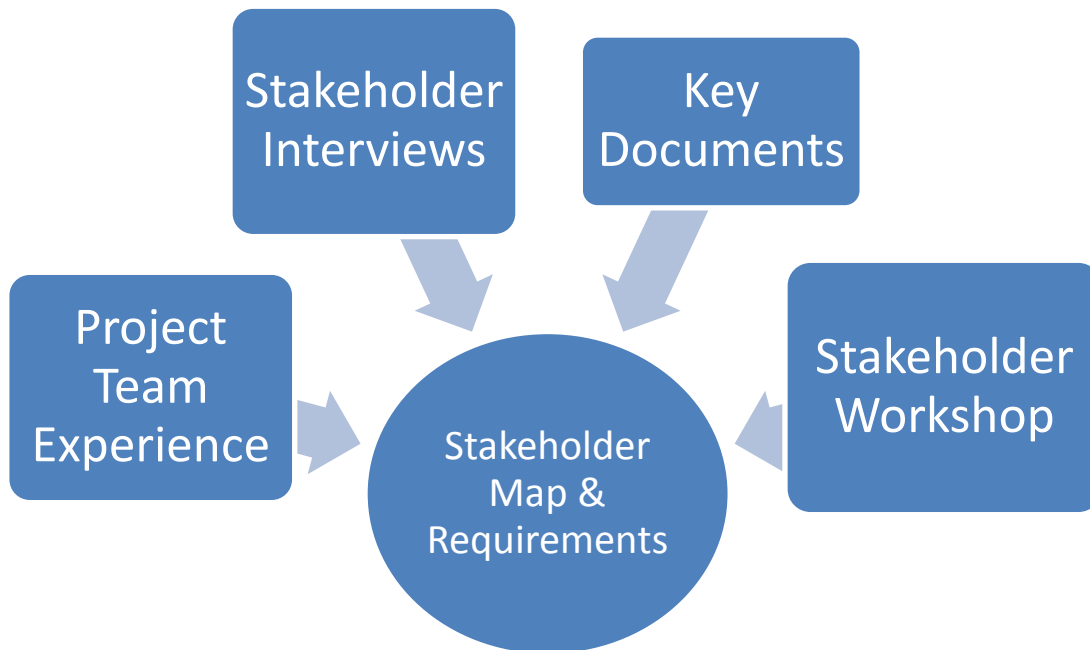 Stakeholder
Interviews
Key
Documents
Project
Team
Experience
Stakeholder
Workshop
Stakeholder
Map &
Requirements